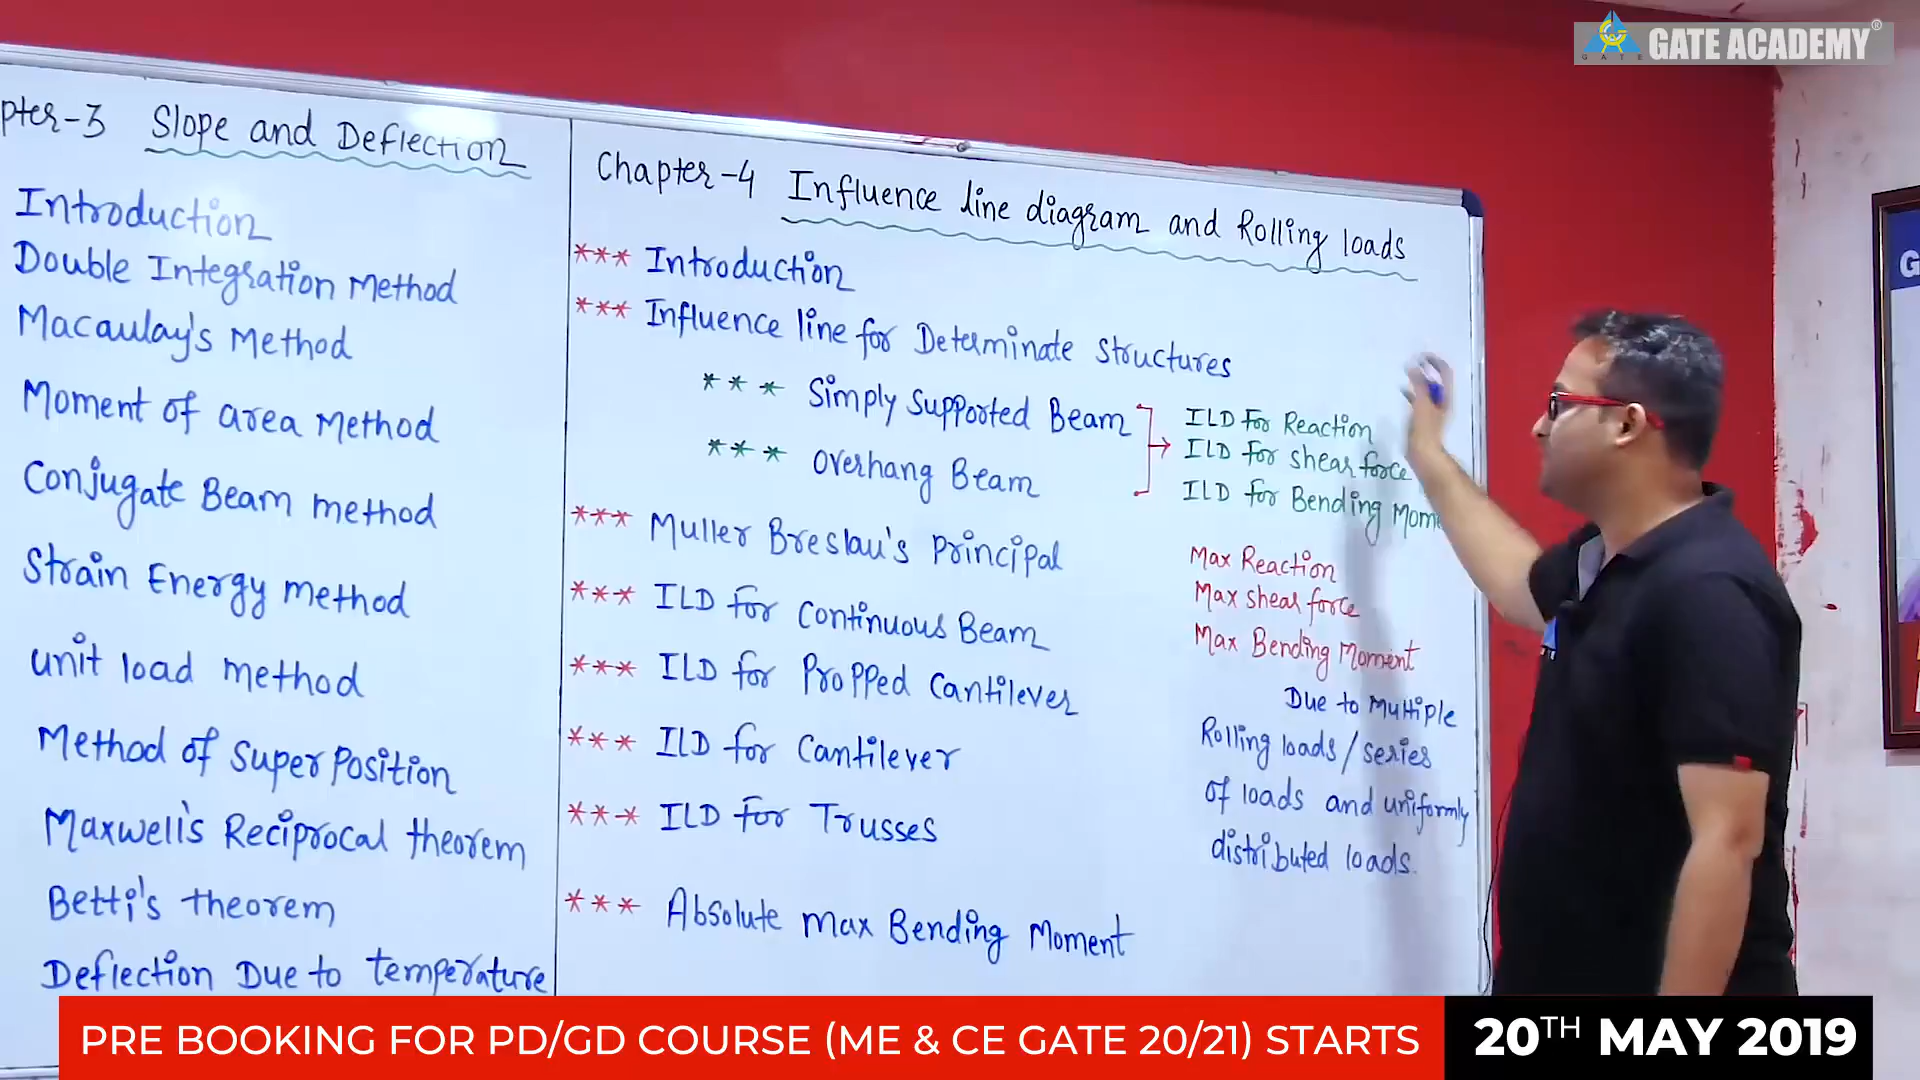 GATE ACADEMY®
GATE
pter-3 Slope and Deflection
Introduction
Double Integration Method
Macaulay's Method
Moment of area Method
Conjugate Beam method
Strain Energy method
unit load method
Method of Super Position
Maxwell's Reciprocal theorem
Betti's theorem
Deflection Due to temperature
Chapter-4 Influence line diagram and Rolling loads
*** Introduction
*** Influence line for Determinate structures
*** Simply Supported Beam
*** Overhang Beam
ILD For Reaction
ILD for shear force
ILD for Bending Mom
*** Muller Breslau's Principal
*** ILD for Continuous Beam
*** ILD for Propped Cantilever
*** ILD for Cantilever
*** ILD for Trusses
*** Absolute Max Bending Moment
Max Reaction
Max shear force
Max Bending Moment
Due to Multiple
Rolling loads/series
of loads and uniformly
distributed loads.
G
PRE BOOKING FOR PD/GD COURSE (ME & CE GATE 20/21) STARTS
20TH MAY 2019